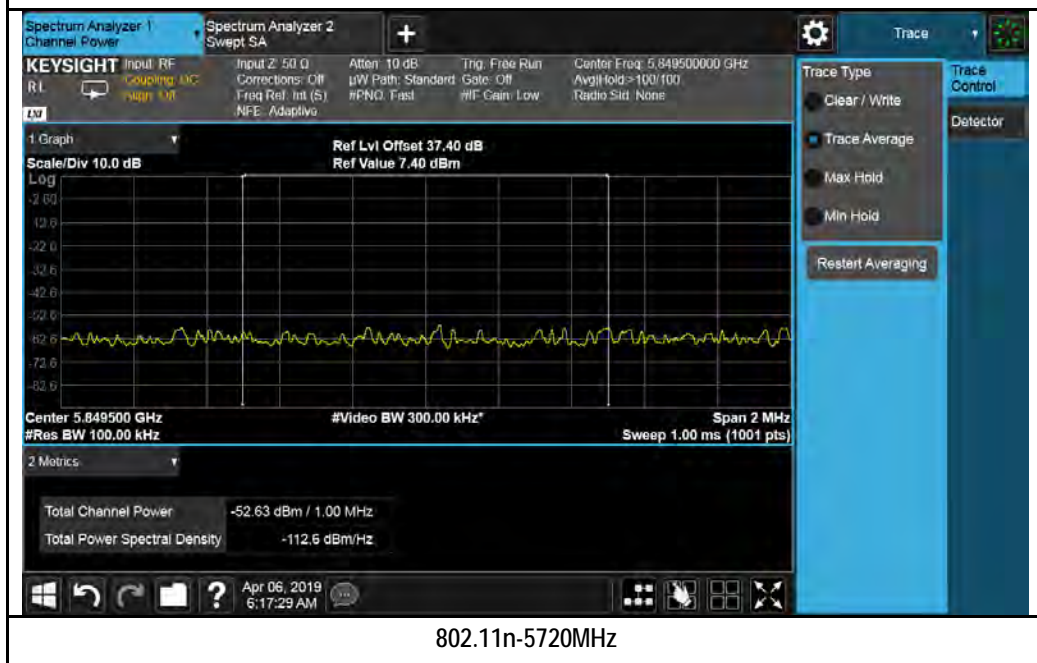 Spectrum Analyzer 1
Channel Power
Spectrum Analyzer 2
Swept SA
+
Trace
KEYSIGHT
RL
LXI
Input: RF
Coupling: DC
Align: Off
Input Z: 50 Ω
Corrections: Off
Freq Ref: Int (S)
NFE: Adaptive
Atten: 10 dB
µW Path: Standard
#PNO: Fast
Trig: Free Run
Gate: Off
#IF Gain: Low
Center Freq: 5.849500000 GHz
Avg|Hold:>100/100
Radio Std: None
1 Graph
Scale/Div 10.0 dB
Ref Lvl Offset 37.40 dB
Ref Value 7.40 dBm
Log
-2.60
-12.6
-22.6
-32.6
-42.6
-52.6
-62.6
-72.6
-82.6
Center 5.849500 GHz
#Res BW 100.00 kHz
#Video BW 300.00 kHz*
Span 2 MHz
Sweep 1.00 ms (1001 pts)
2 Metrics
Total Channel Power -52.63 dBm / 1.00 MHz
Total Power Spectral Density -112.6 dBm/Hz
?
Apr 06, 2019
6:17:29 AM
Trace Type
Clear / Write
Trace Average
Max Hold
Min Hold
Restart Averaging
Trace
Control
Detector
802.11n-5720MHz